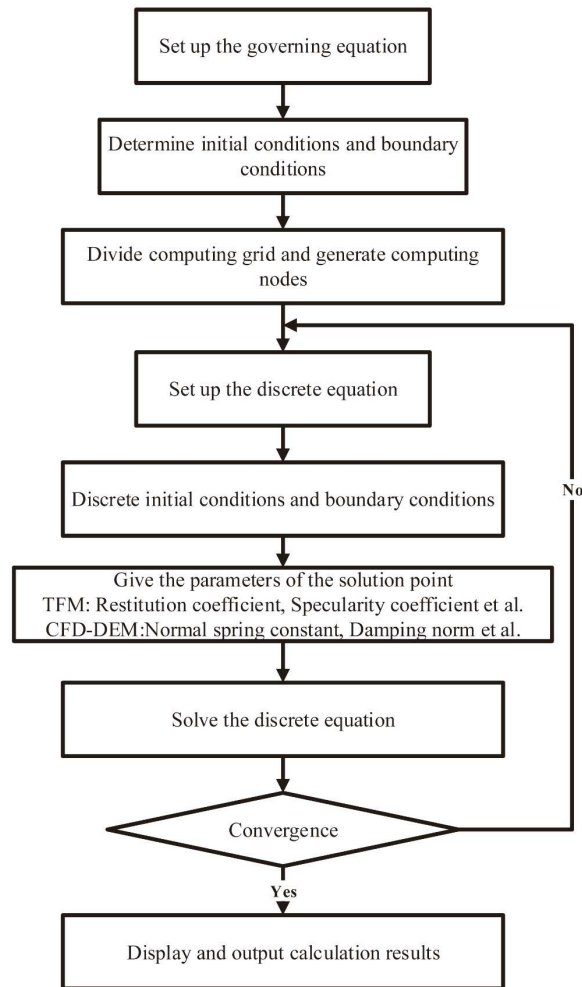 Set up the governing equation
Determine initial conditions and boundary
conditions
Divide computing grid and generate computing
nodes
Set up the discrete equation
Discrete initial conditions and boundary conditions
No
Give the parameters of the solution point
TFM: Restitution coefficient, Specularity coefficient et al.
CFD-DEM:Normal spring constant, Damping norm et al.
Solve the discrete equation
Convergence
Yes
Display and output calculation results